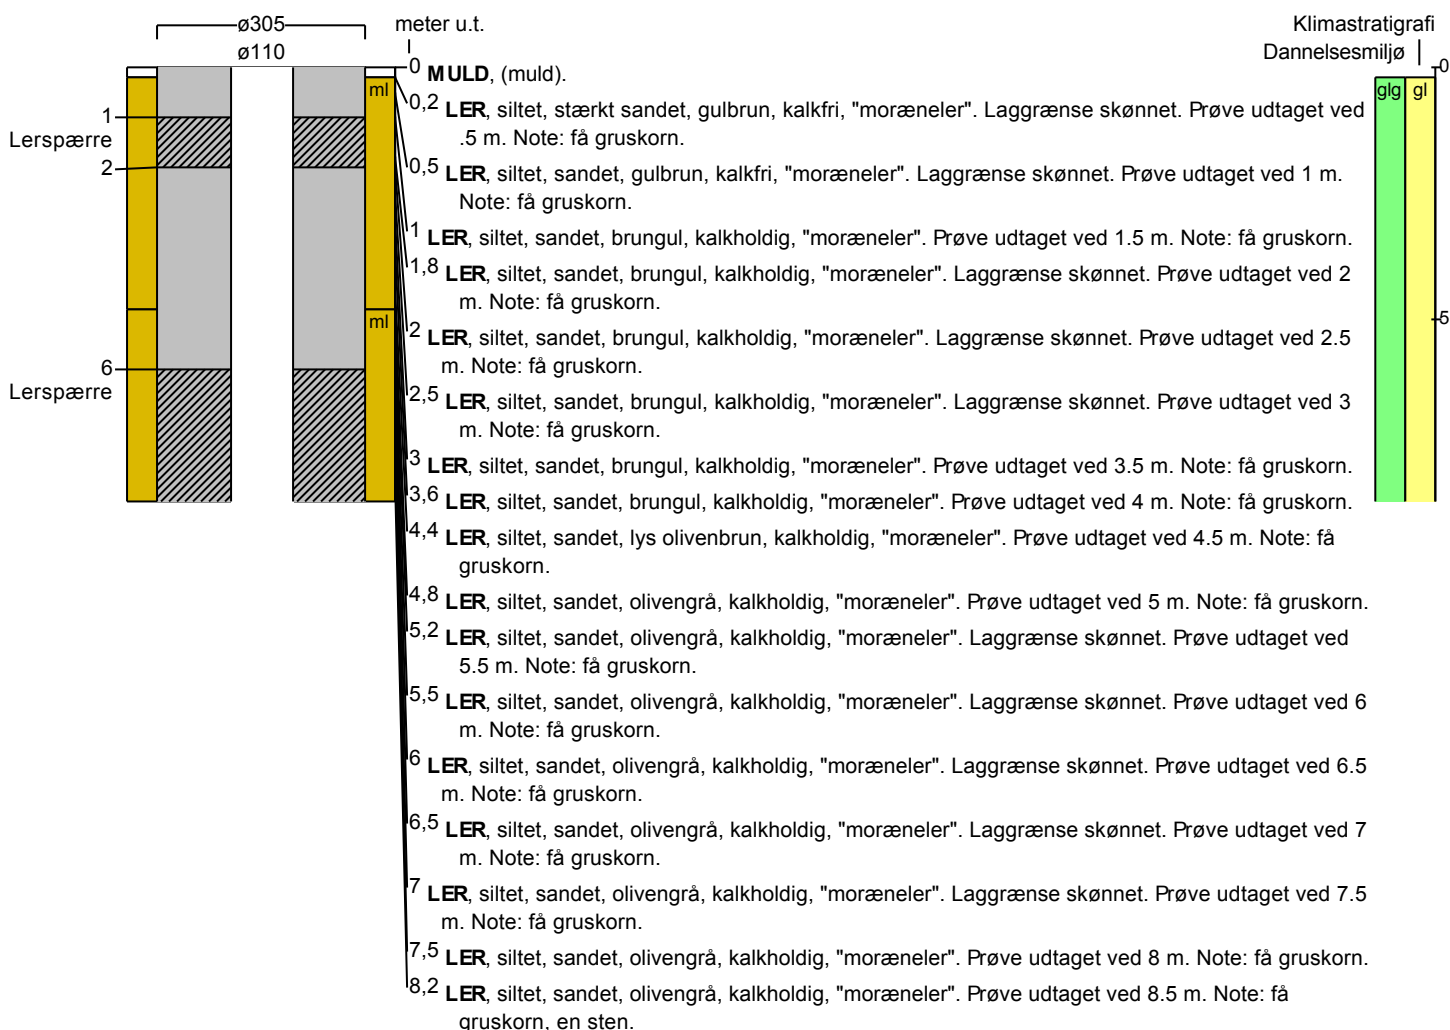 ø305
meter u.t.
Klimastratigrafi
ø110
Dannelsesmiljø
0 MULD, (muld).
0
ml
glg
gl
0,2 LER, siltet, stærkt sandet, gulbrun, kalkfri, "moræneler". Laggrænse skønnet. Prøve udtaget ved
.5 m. Note: få gruskorn.
1
Lerspærre
2
0,5 LER, siltet, sandet, gulbrun, kalkfri, "moræneler". Laggrænse skønnet. Prøve udtaget ved 1 m.
Note: få gruskorn.
1 LER, siltet, sandet, brungul, kalkholdig, "moræneler". Prøve udtaget ved 1.5 m. Note: få gruskorn.
1,8 LER, siltet, sandet, brungul, kalkholdig, "moræneler". Laggrænse skønnet. Prøve udtaget ved 2
m. Note: få gruskorn.
ml
5
2 LER, siltet, sandet, brungul, kalkholdig, "moræneler". Laggrænse skønnet. Prøve udtaget ved 2.5
m. Note: få gruskorn.
6
Lerspærre
2,5 LER, siltet, sandet, brungul, kalkholdig, "moræneler". Laggrænse skønnet. Prøve udtaget ved 3
m. Note: få gruskorn.
3 LER, siltet, sandet, brungul, kalkholdig, "moræneler". Prøve udtaget ved 3.5 m. Note: få gruskorn.
3,6 LER, siltet, sandet, brungul, kalkholdig, "moræneler". Prøve udtaget ved 4 m. Note: få gruskorn.
4,4 LER, siltet, sandet, lys olivenbrun, kalkholdig, "moræneler". Prøve udtaget ved 4.5 m. Note: få
gruskorn.
4,8 LER, siltet, sandet, olivengrå, kalkholdig, "moræneler". Prøve udtaget ved 5 m. Note: få gruskorn.
5,2 LER, siltet, sandet, olivengrå, kalkholdig, "moræneler". Laggrænse skønnet. Prøve udtaget ved
5.5 m. Note: få gruskorn.
5,5 LER, siltet, sandet, olivengrå, kalkholdig, "moræneler". Laggrænse skønnet. Prøve udtaget ved 6
m. Note: få gruskorn.
6 LER, siltet, sandet, olivengrå, kalkholdig, "moræneler". Laggrænse skønnet. Prøve udtaget ved 6.5
m. Note: få gruskorn.
6,5 LER, siltet, sandet, olivengrå, kalkholdig, "moræneler". Laggrænse skønnet. Prøve udtaget ved 7
m. Note: få gruskorn.
7 LER, siltet, sandet, olivengrå, kalkholdig, "moræneler". Laggrænse skønnet. Prøve udtaget ved 7.5
m. Note: få gruskorn.
7,5 LER, siltet, sandet, olivengrå, kalkholdig, "moræneler". Prøve udtaget ved 8 m. Note: få gruskorn.
8,2 LER, siltet, sandet, olivengrå, kalkholdig, "moræneler". Prøve udtaget ved 8.5 m. Note: få
gruskorn, en sten.